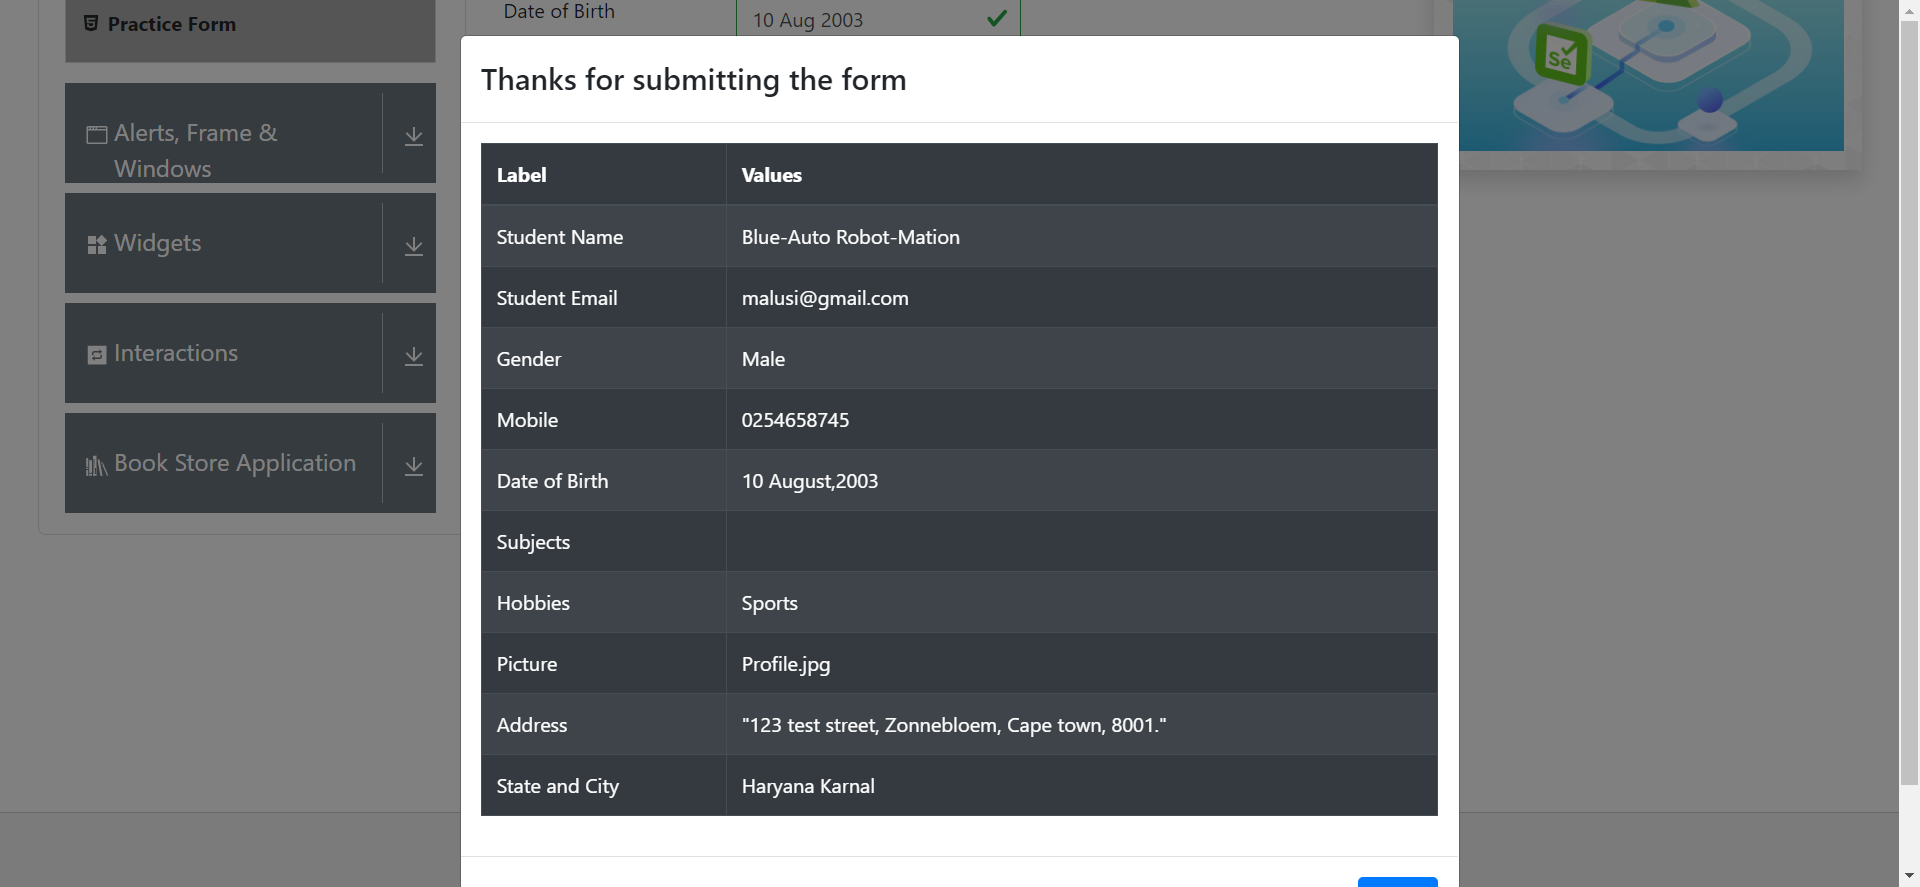 Practice Form
Alerts, Frame &
Windows
Widgets
Interactions
Book Store Application
Date of Birth
10 Aug 2003
Se
Thanks for submitting the form
Label Values
Student Name Blue-Auto Robot-Mation
Student Email malusi@gmail.com
Gender Male
Mobile 0254658745
Date of Birth 10 August,2003
Subjects
Hobbies Sports
Picture Profile.jpg
Address "123 test street, Zonnebloem, Cape town, 8001."
State and City Haryana Karnal